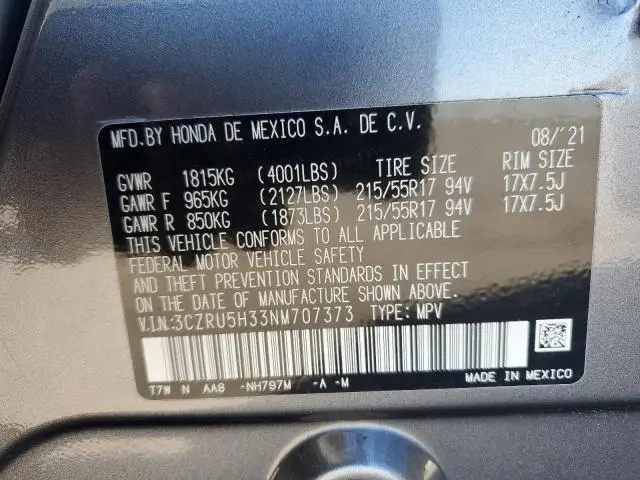 MFD.BY HONDA DE MEXICO S.A. DE C.V. 08/'21
GVWR 1815KG (4001LBS) TIRE SIZE RIM SIZE
GAWR F 965KG (2127LBS) 215/55R17 94V 17X7.5J
GAWR R 850KG (1873LBS) 215/55R17 94V 17X7.5J
THIS VEHICLE CONFORMS TO ALL APPLICABLE
FEDERAL MOTOR VEHICLE SAFETY
AND THEFT PREVENTION STANDARDS IN EFFECT
ON THE DATE OF MANUFACTURE SHOWN ABOVE.
V.I.N.:3CZRU5H33NM707373 TYPE: MPV
T7W N AA8 -NH797M -A -M MADE IN MEXICO